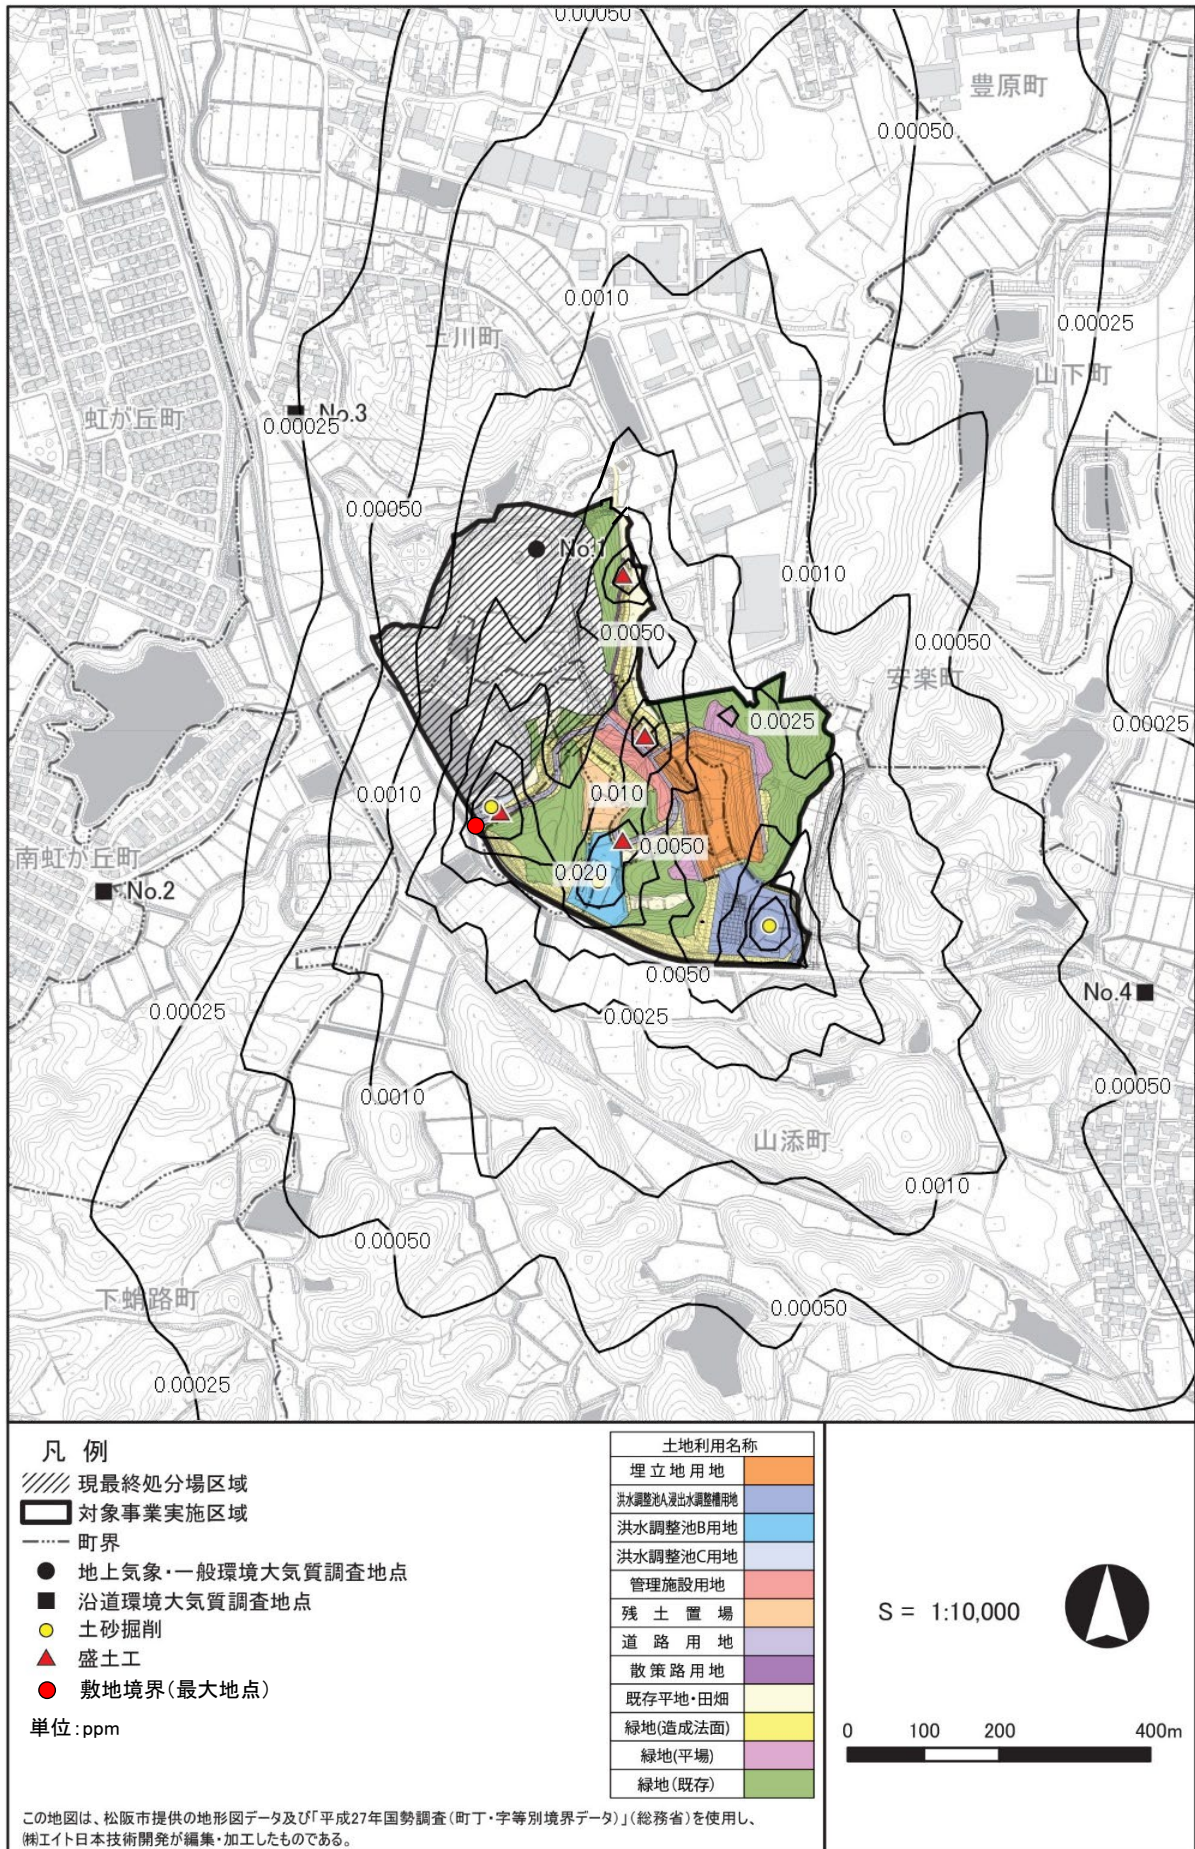 0.00050
豊原町
0.00050
0.0010
0.00025
上川町
山下町
No.3
虹が丘町
0.00025
0.00050
No.1
0.0010
0.0050
0.00050
安楽町
0.0025
0.00025
0.0010
0.010
0.0050
南虹が丘町
0.020
No.2
0.0050
No.4
0.00025
0.0025
0.00050
0.0010
山添町
0.0010
0.00050
下蛸路町
0.00050
0.00025
凡 例
現最終処分場区域
対象事業実施区域
町界
地上気象・一般環境大気質調査地点
沿道環境大気質調査地点
土砂掘削
盛土工
敷地境界(最大地点)
単位:ppm
土地利用名称
埋立地用地
洪水調整池A,浸出水調整槽用地
洪水調整池B用地
洪水調整池C用地
管理施設用地
残土置場
道路用地
散策路用地
既存平地・田畑
緑地(造成法面)
緑地(平場)
緑地(既存)
S = 1:10,000
0 100 200 400m
この地図は、松阪市提供の地形図データ及び「平成27年国勢調査(町丁・字等別境界データ)」(総務省)を使用し、
㈱エイト日本技術開発が編集・加工したものである。